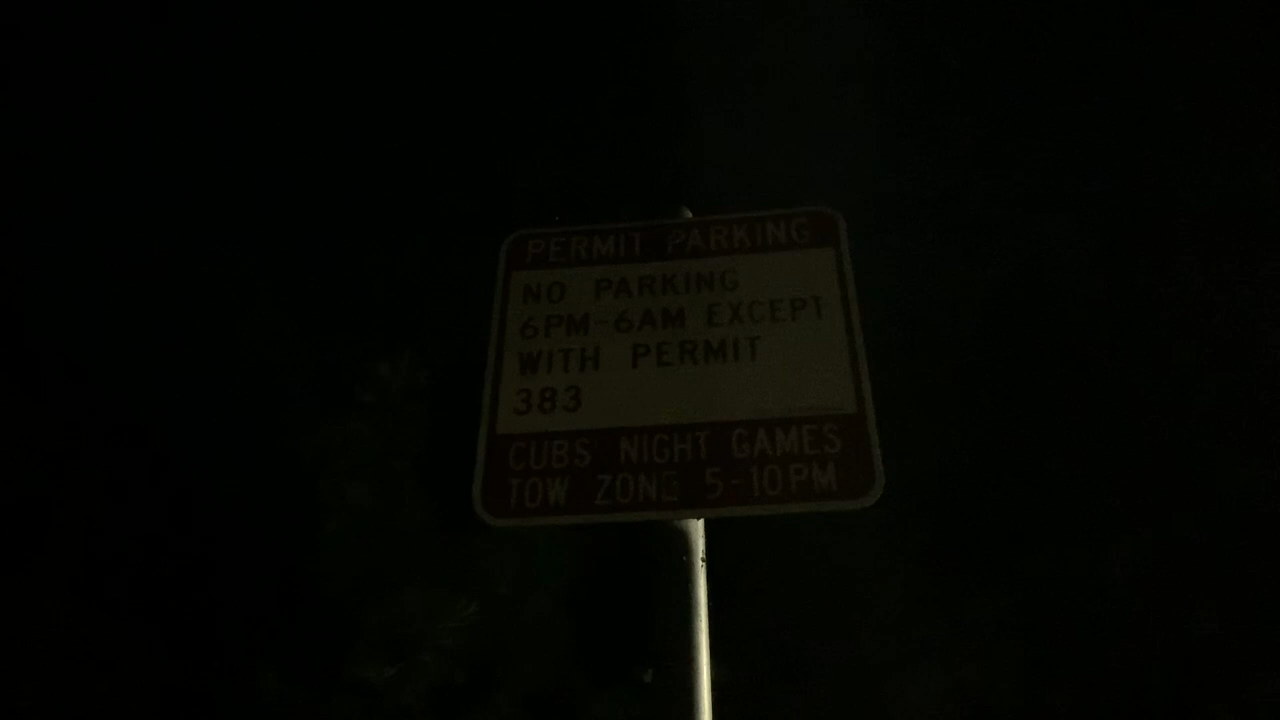 PERMIT PARKING
NO PARKING
6PM-6AM EXCEPT
WITH PERMIT
383
CUBS' NIGHT GAMES
TOW ZONE 5-10PM